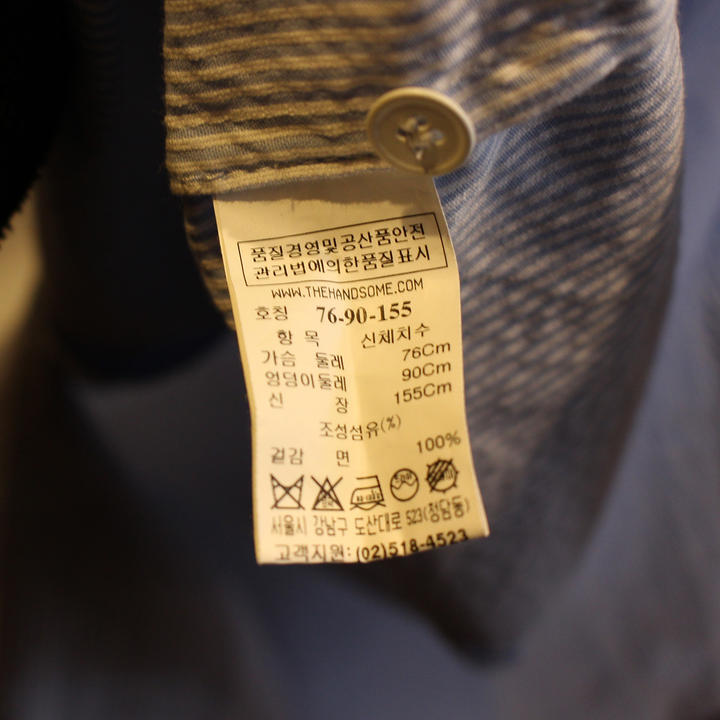 품질경영및공산품안전
관리법에의한품질표시
WWW.THEHANDSOME.COM
호칭 76-90-155
항 목 신체치수
가슴 둘레 76Cm
엉덩이둘레 90Cm
신 장 155Cm
조성섬유(%)
겉감 면 100%
서울시 강남구 도산대로 523(청담동)
고객지원: (02)518-4523